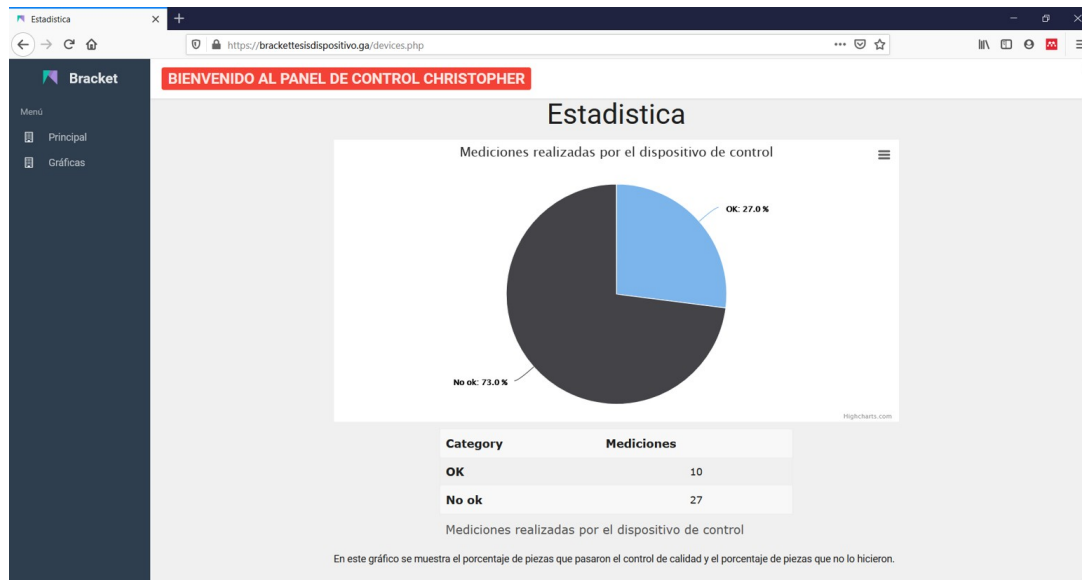 Estadistica
https://brackettesisdispositivo.ga/devices.php
Bracket
BIENVENIDO AL PANEL DE CONTROL CHRISTOPHER
Menú
Principal
Gráficas
Estadistica
Mediciones realizadas por el dispositivo de control
OK: 27.0 %
No ok: 73.0 %
Highcharts.com
Category Mediciones
OK 10
No ok 27
Mediciones realizadas por el dispositivo de control
En este gráfico se muestra el porcentaje de piezas que pasaron el control de calidad y el porcentaje de piezas que no lo hicieron.